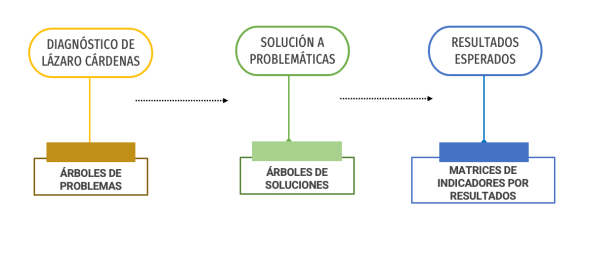 DIAGNÓSTICO DE
LÁZARO CÁRDENAS
SOLUCIÓN A
PROBLEMÁTICAS
RESULTADOS
ESPERADOS
ÁRBOLES DE
PROBLEMAS
ÁRBOLES DE
SOLUCIONES
MATRICES DE
INDICADORES POR
RESULTADOS